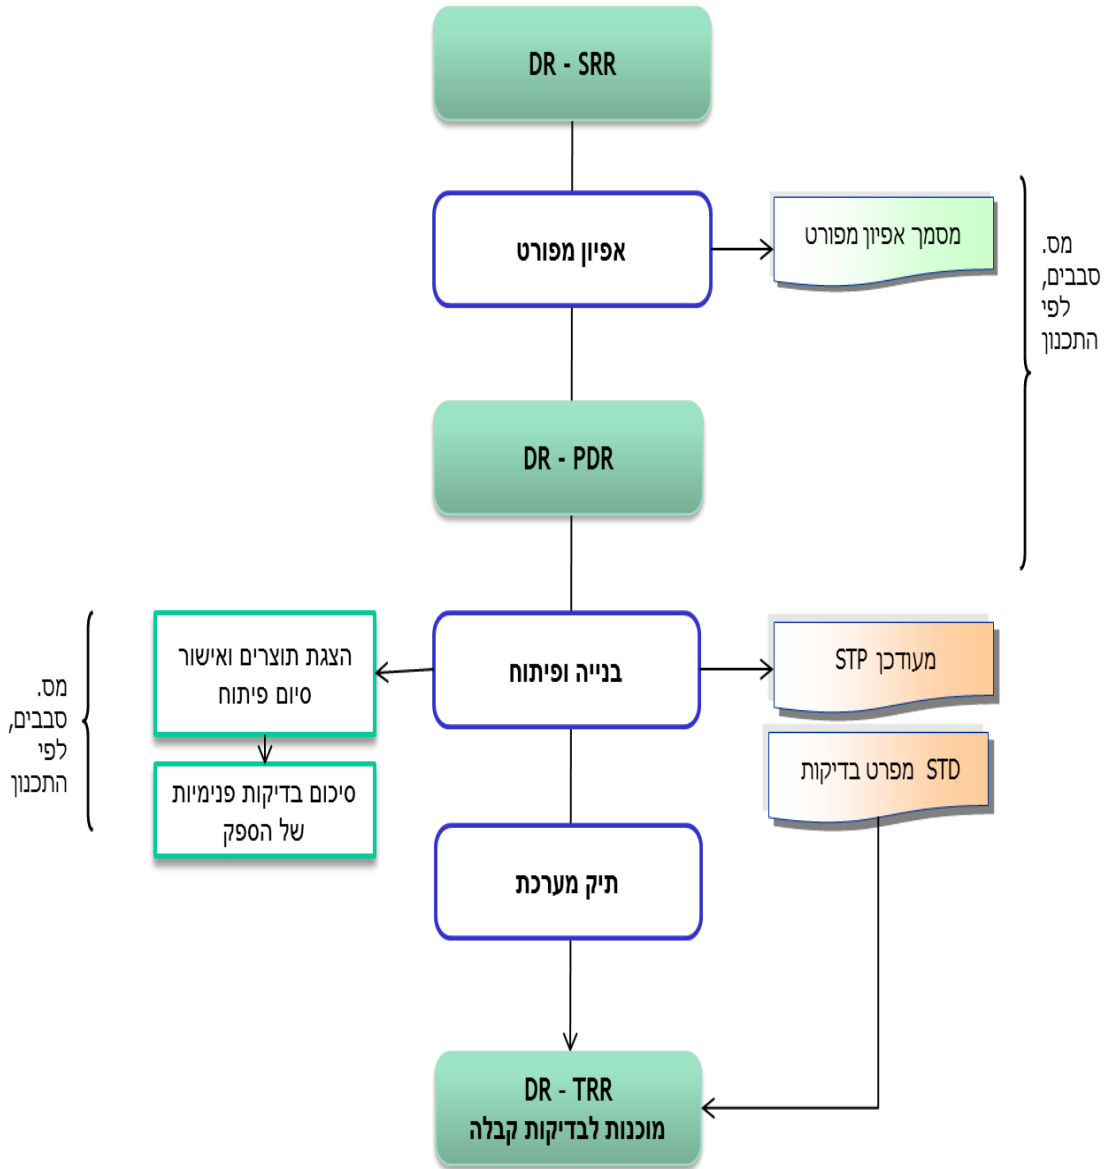 DR - SRR
אפיון מפורט
מסמך אפיון מפורט
מס.
סבבים,
לפי
התכנון
DR - PDR
בנייה ופיתוח
מעודכן STP
STD מפרט בדיקות
הצגת תוצרים ואישור
סיום פיתוח
סיכום בדיקות פנימיות
של הספק
מס.
סבבים,
לפי
התכנון
תיק מערכת
DR - TRR
מוכנות לבדיקות קבלה